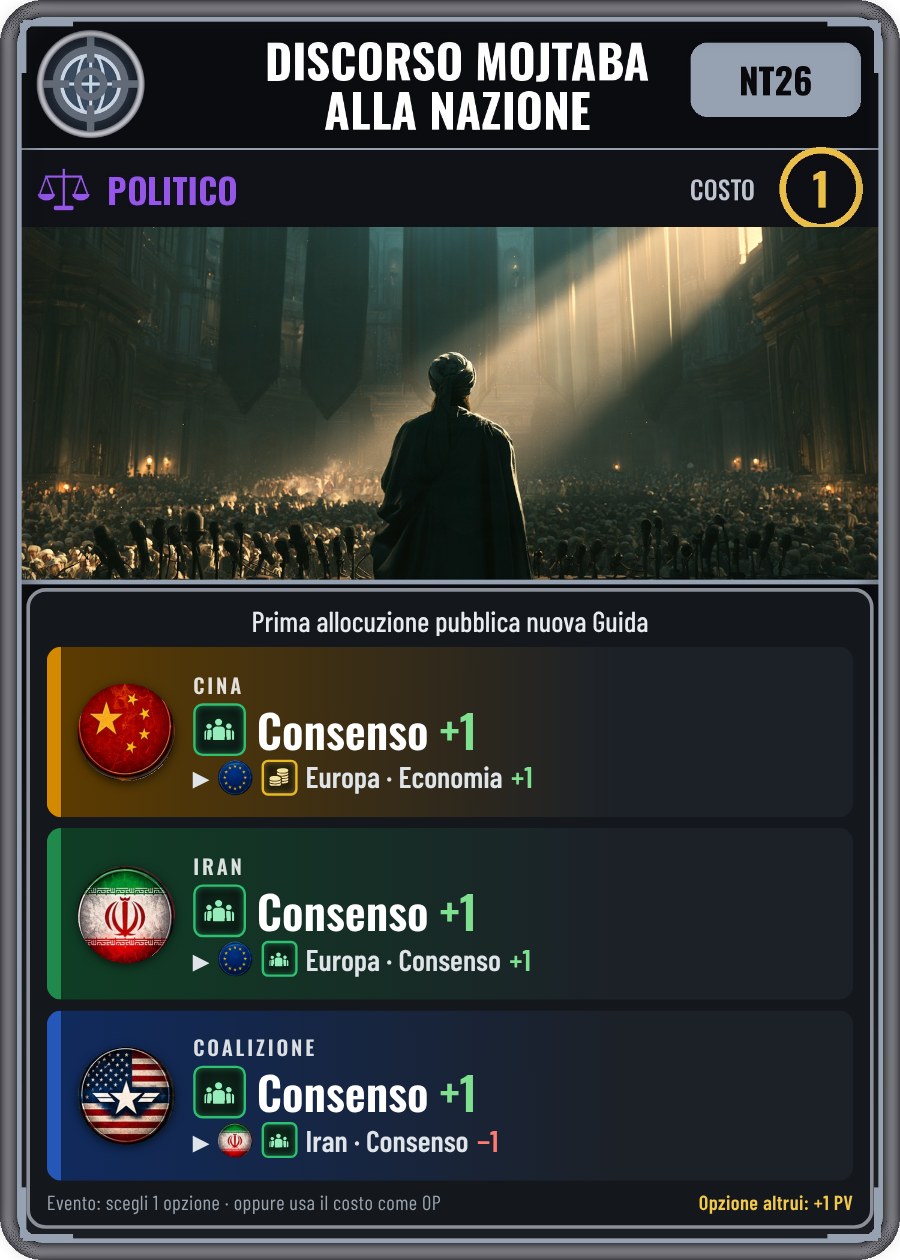 DISCORSO MOJTABA
ALLA NAZIONE
NT26
POLITICO
COSTO
1
Prima allocuzione pubblica nuova Guida
CINA
Consenso +1
▶ Europa · Economia +1
IRAN
Consenso +1
▶ Europa · Consenso +1
COALIZIONE
Consenso +1
▶ Iran · Consenso −1
Evento: scegli 1 opzione · oppure usa il costo come OP
Opzione altrui: +1 PV